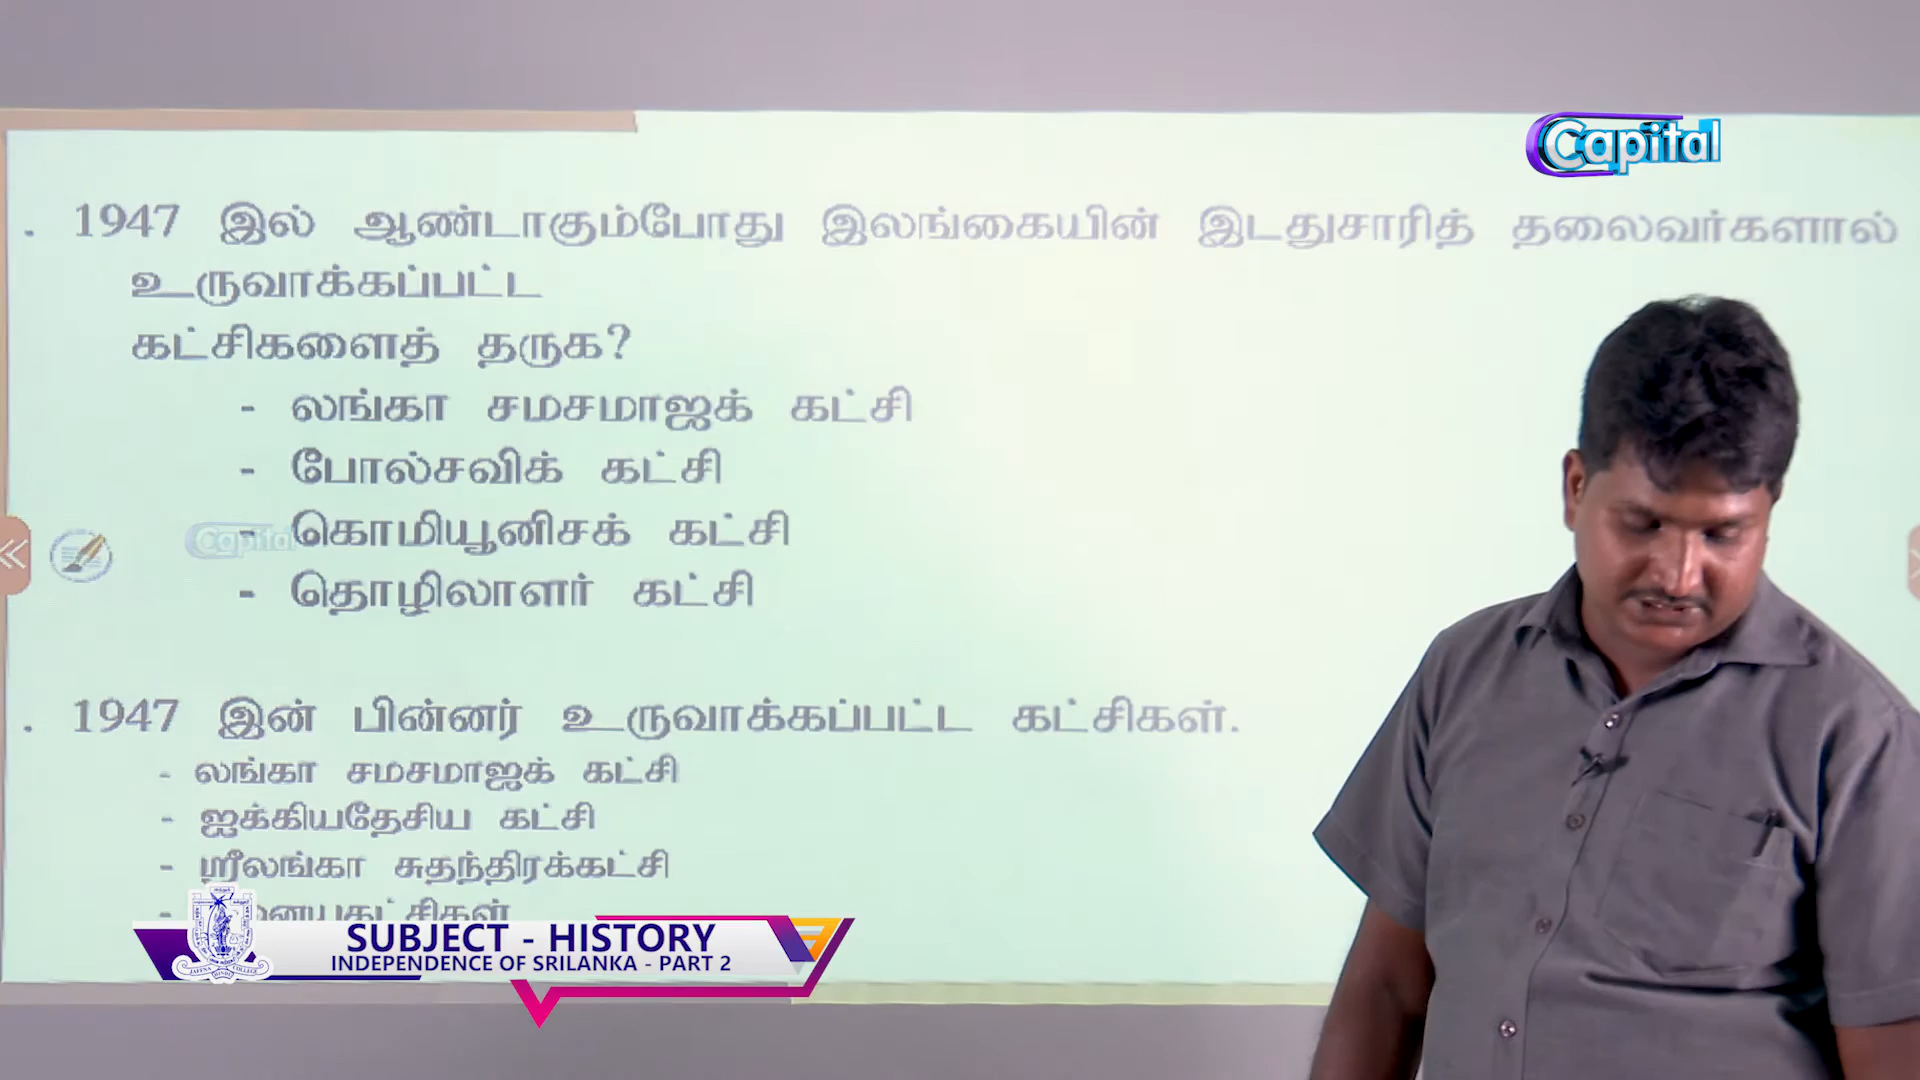 Capital
. 1947 இல் ஆண்டாகும்போது இலங்கையின் இடதுசாரித் தலைவர்களால்
உருவாக்கப்பட்ட
கட்சிகளைத் தருக?
- லங்கா சமசமாஜக் கட்சி
- போல்சவிக் கட்சி
Capital
- கொமியூனிசக் கட்சி
- தொழிலாளர் கட்சி
. 1947 இன் பின்னர் உருவாக்கப்பட்ட கட்சிகள்.
- லங்கா சமசமாஜக் கட்சி
- ஐக்கியதேசிய கட்சி
- ஸ்ரீலங்கா சுதந்திரக்கட்சி
SUBJECT - HISTORY
INDEPENDENCE OF SRILANKA - PART 2